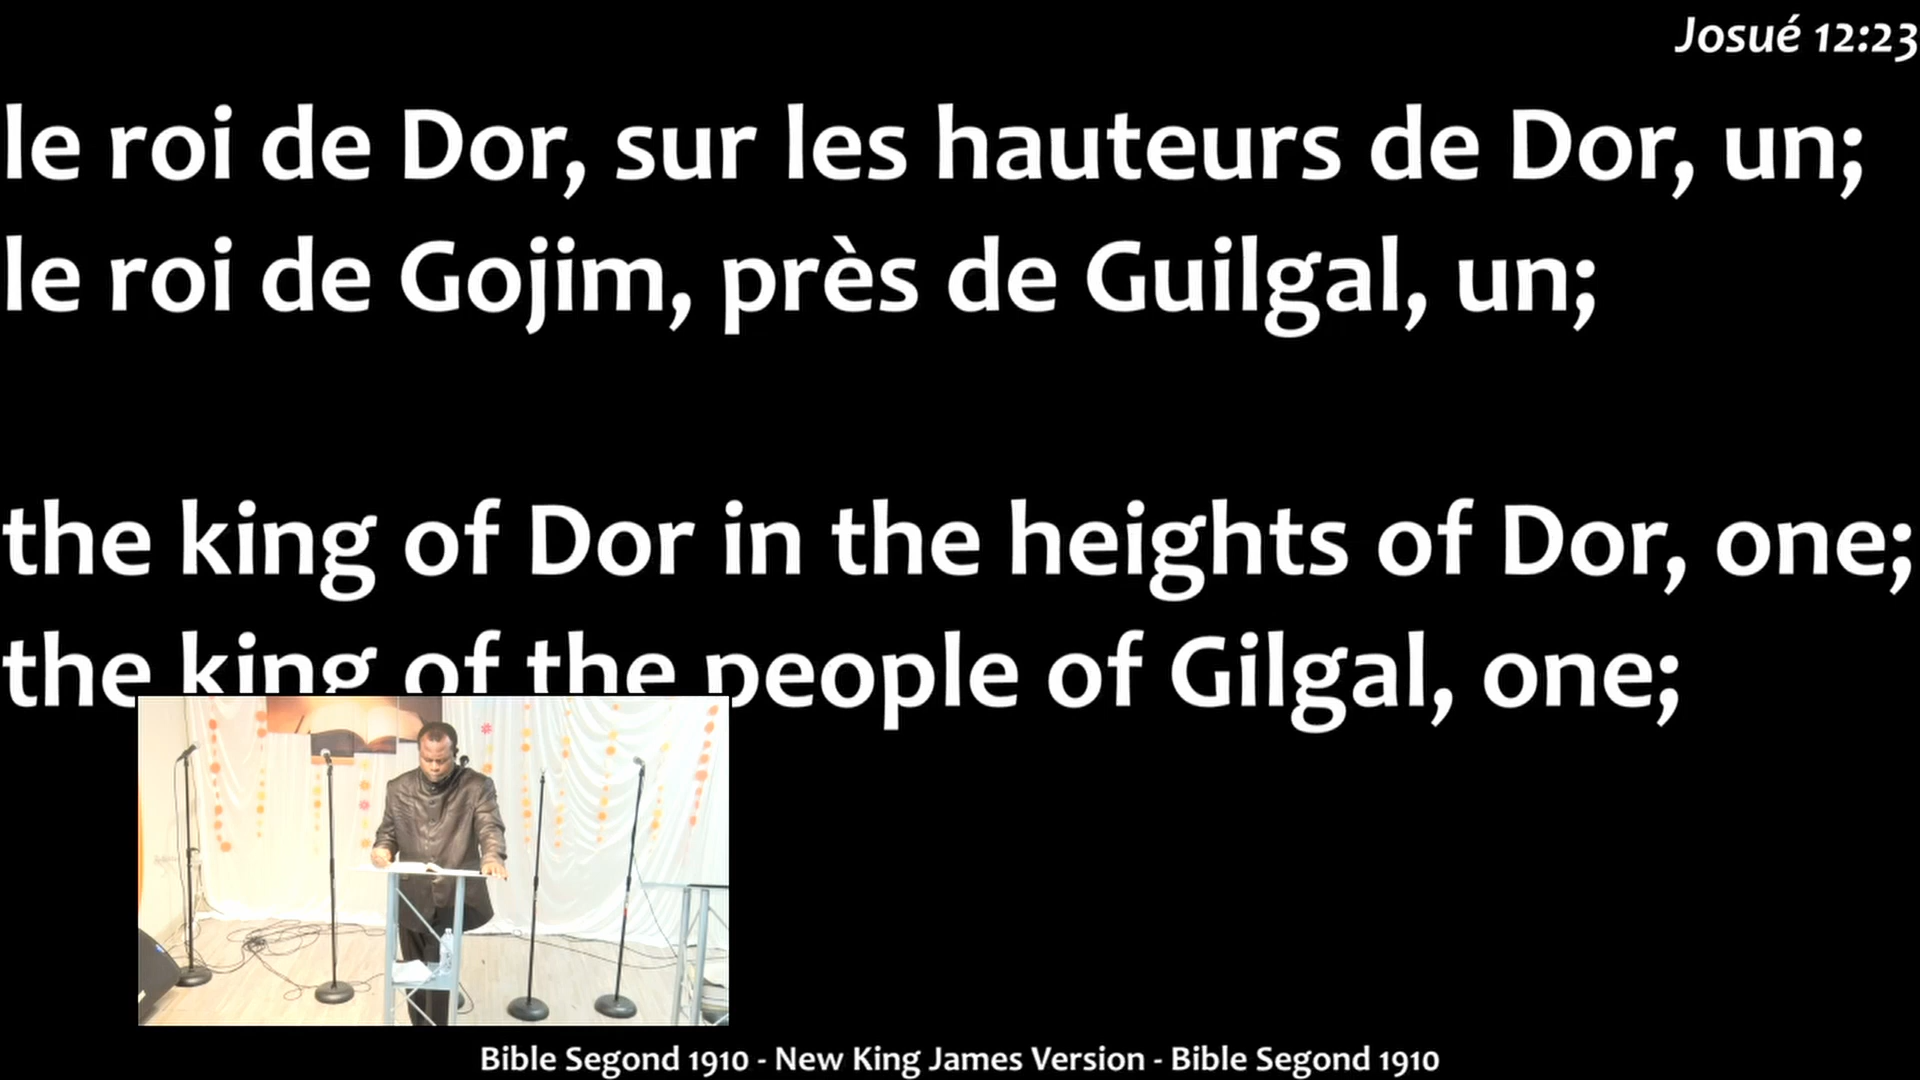 Josué 12:23
le roi de Dor, sur les hauteurs de Dor, un;
le roi de Gojim, près de Guilgal, un;
the king of Dor in the heights of Dor, one;
the king of the people of Gilgal, one;
Bible Segond 1910 - New King James Version - Bible Segond 1910